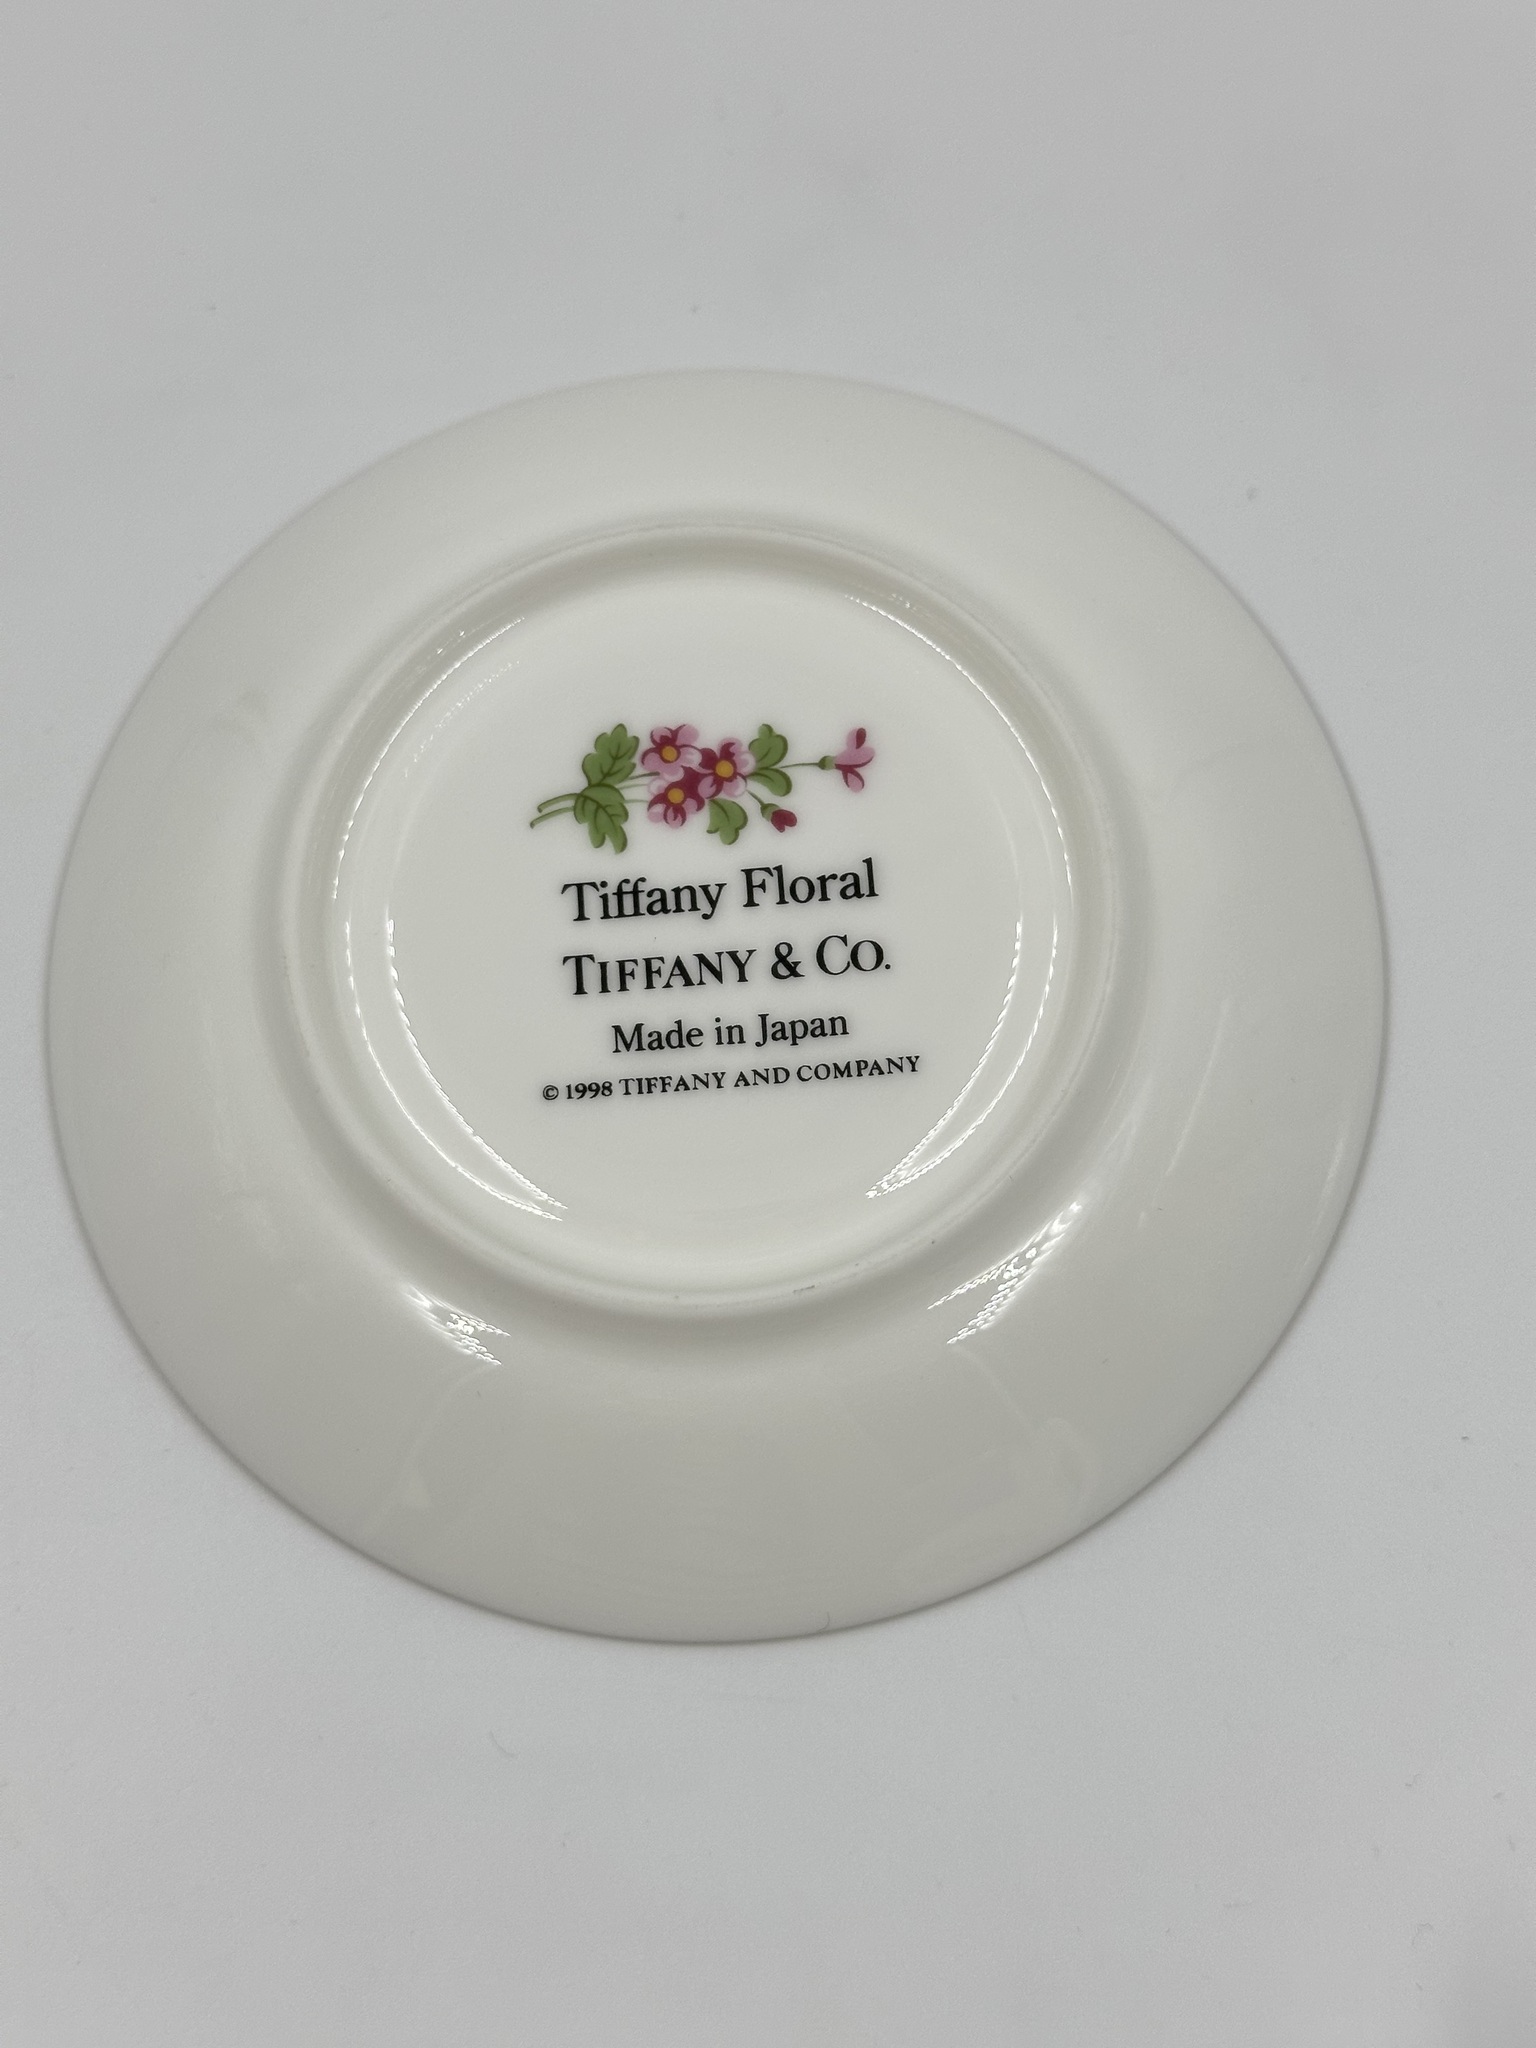 Tiffany Floral
TIFFANY & CO.
Made in Japan
© 1998 TIFFANY AND COMPANY